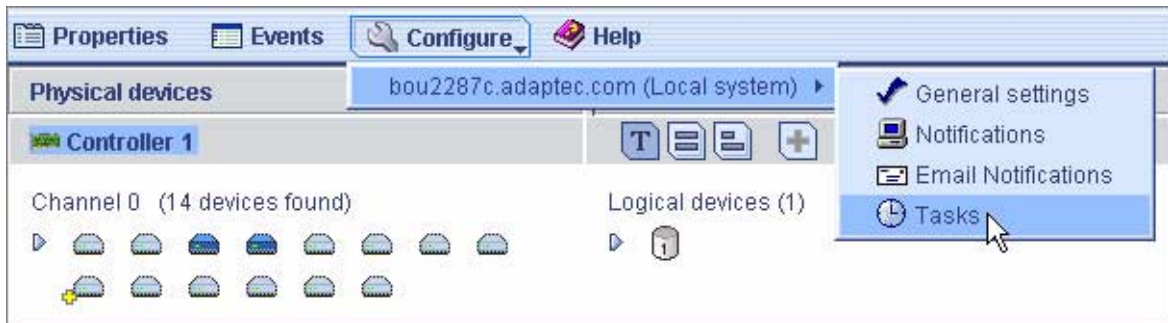 Properties Events Configure Help
Physical devices
bou2287c.adaptec.com (Local system)
General settings
Notifications
Email Notifications
Tasks
Controller 1
T
Channel 0 (14 devices found)
Logical devices (1)
1